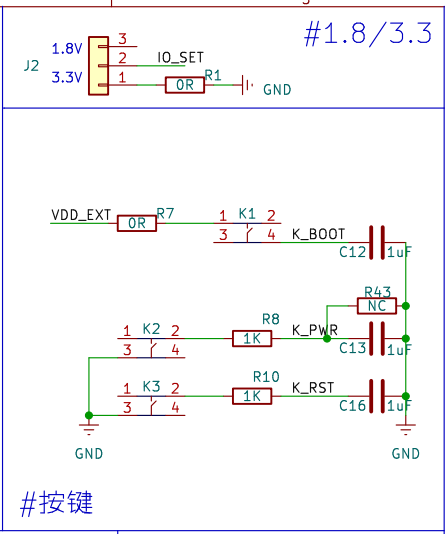 #1.8/3.3
1.8V 3
J2 2 IO_SET
3.3V 1 0R R1 GND
VDD_EXT 0R R7 1 K1 2
3 4 K_BOOT
C12 1uF
R43
NC
1 K2 2 R8 1K K_PWR
3 4 C13 1uF
1 K3 2 R10 1K K_RST
3 4 C16 1uF
GND GND
#按键